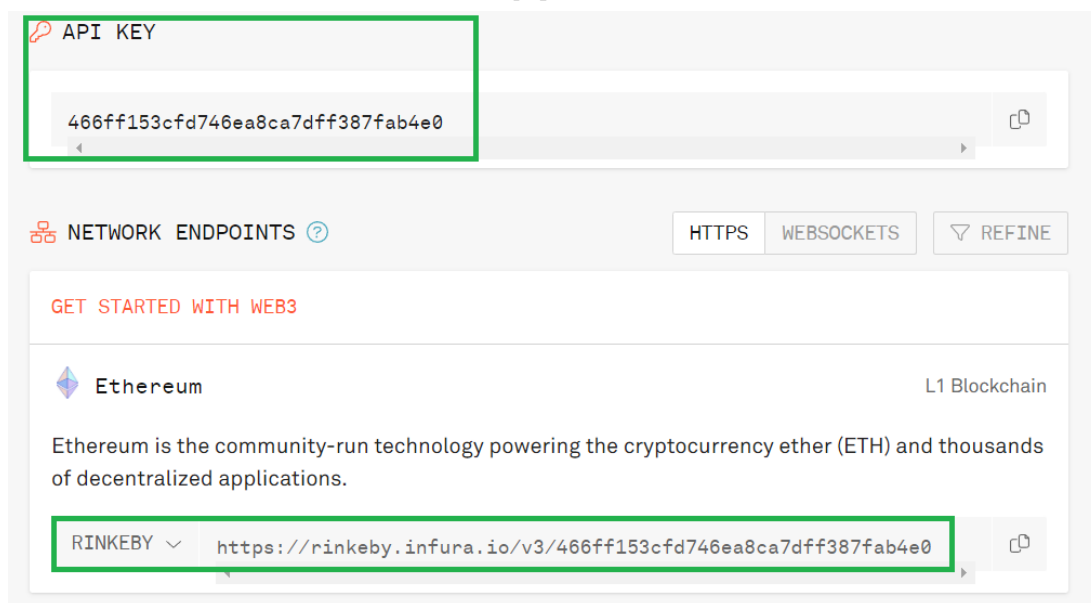 API KEY
466ff153cfd746ea8ca7dff387fab4e0
NETWORK ENDPOINTS ?
HTTPS WEBSOCKETS REFINE
GET STARTED WITH WEB3
Ethereum L1 Blockchain
Ethereum is the community-run technology powering the cryptocurrency ether (ETH) and thousands
of decentralized applications.
RINKEBY https://rinkeby.infura.io/v3/466ff153cfd746ea8ca7dff387fab4e0